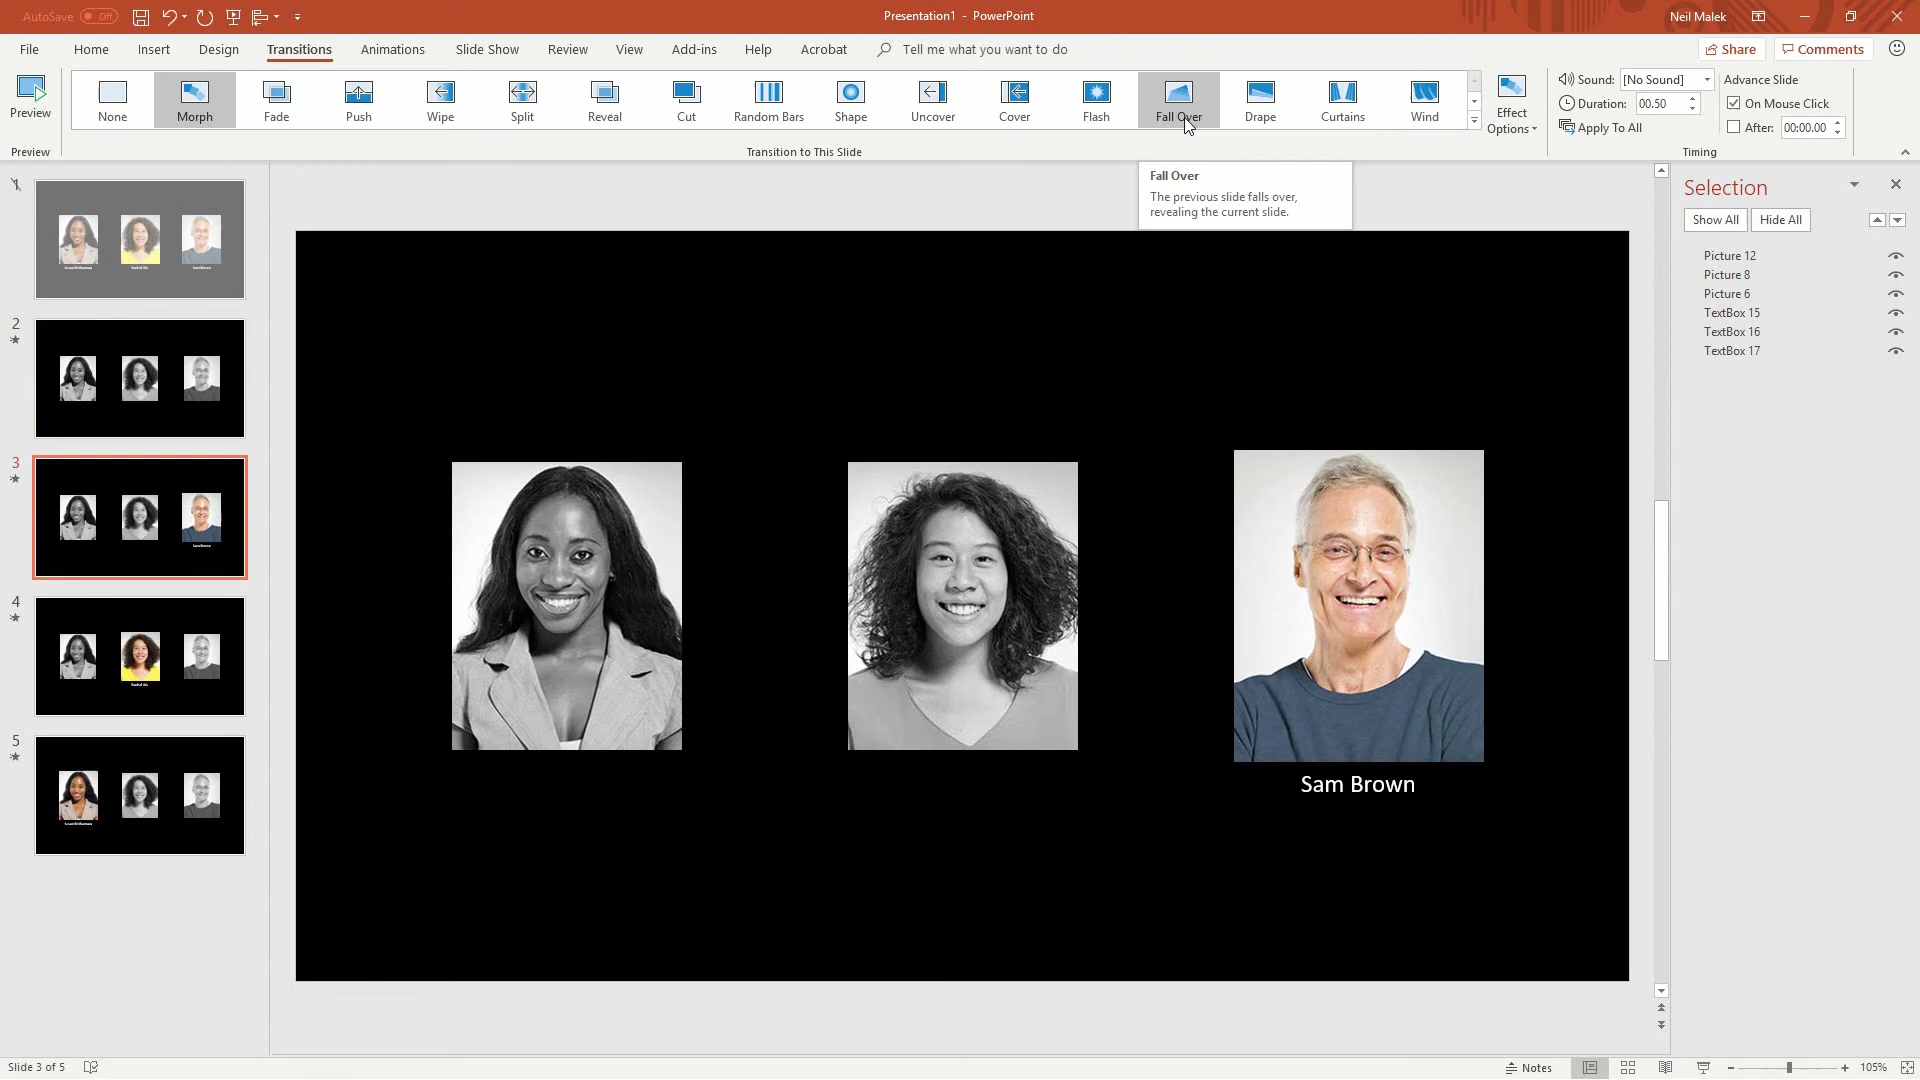 AutoSave Off
Presentation1 - PowerPoint
Neil Malek
File Home Insert Design Transitions Animations Slide Show Review View Add-ins Help Acrobat Tell me what you want to do
Share Comments
Preview
None Morph Fade Push Wipe Split Reveal Cut Random Bars Shape Uncover Cover Flash Fall Over Drape Curtains Wind
Effect Options
Sound: [No Sound]
Duration: 00.50
Apply To All
Advance Slide
On Mouse Click
After: 00:00.00
Preview
Transition to This Slide
Timing
Fall Over
The previous slide falls over,
revealing the current slide.
1
2
3
Sam Brown
4
5
Sam Brown
Selection
Show All Hide All
Picture 12
Picture 8
Picture 6
TextBox 15
TextBox 16
TextBox 17
Slide 3 of 5
Notes
105%